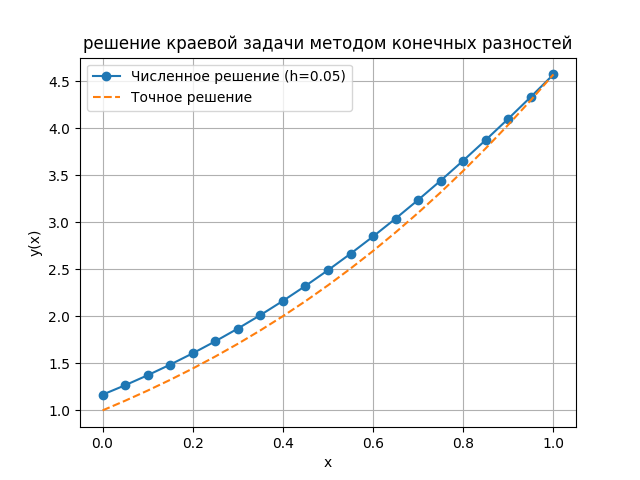 решение краевой задачи методом конечных разностей
Численное решение (h=0.05)
Точное решение
4.5
4.0
3.5
3.0
2.5
2.0
1.5
1.0
y(x)
0.0 0.2 0.4 0.6 0.8 1.0
x